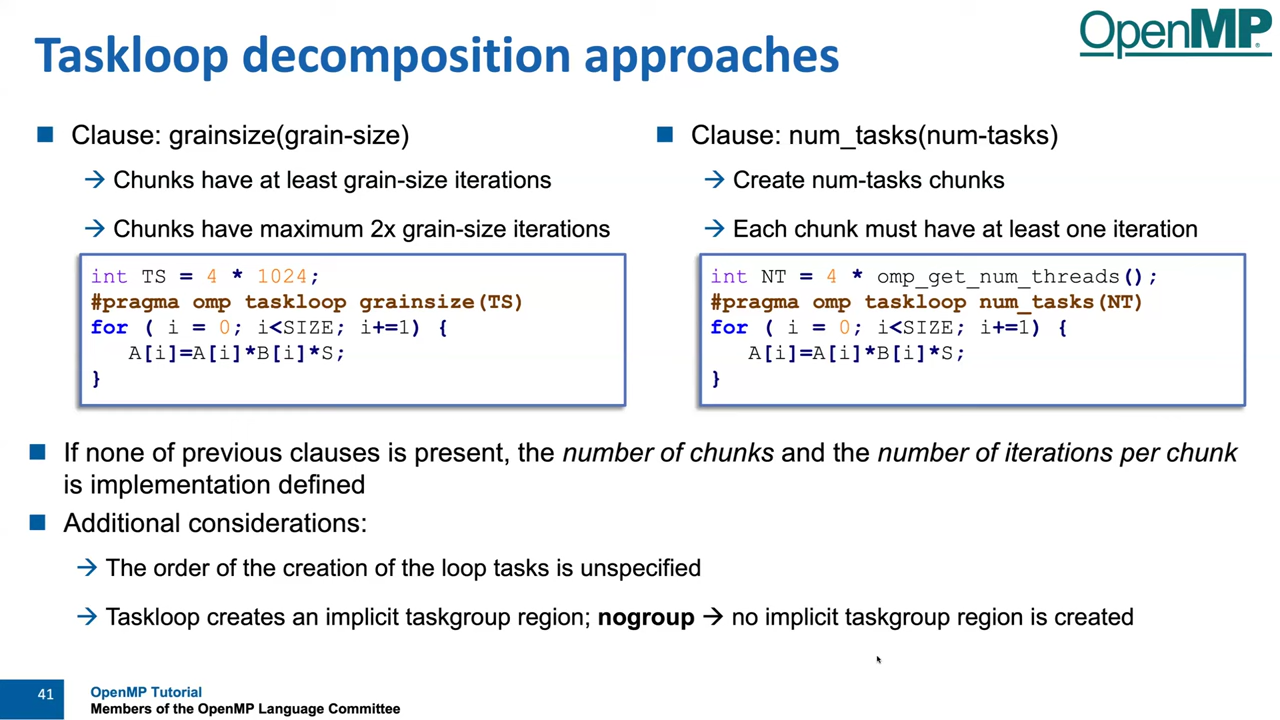 Taskloop decomposition approaches
OpenMP
Clause: grainsize(grain-size)
→ Chunks have at least grain-size iterations
→ Chunks have maximum 2x grain-size iterations
int TS = 4 * 1024;
#pragma omp taskloop grainsize(TS)
for ( i = 0; i<SIZE; i+=1) {
A[i]=A[i]*B[i]*S;
}
Clause: num_tasks(num-tasks)
→ Create num-tasks chunks
→ Each chunk must have at least one iteration
int NT = 4 * omp_get_num_threads();
#pragma omp taskloop num_tasks(NT)
for ( i = 0; i<SIZE; i+=1) {
A[i]=A[i]*B[i]*S;
}
If none of previous clauses is present, the number of chunks and the number of iterations per chunk
is implementation defined
Additional considerations:
→ The order of the creation of the loop tasks is unspecified
→ Taskloop creates an implicit taskgroup region; nogroup → no implicit taskgroup region is created
41
OpenMP Tutorial
Members of the OpenMP Language Committee